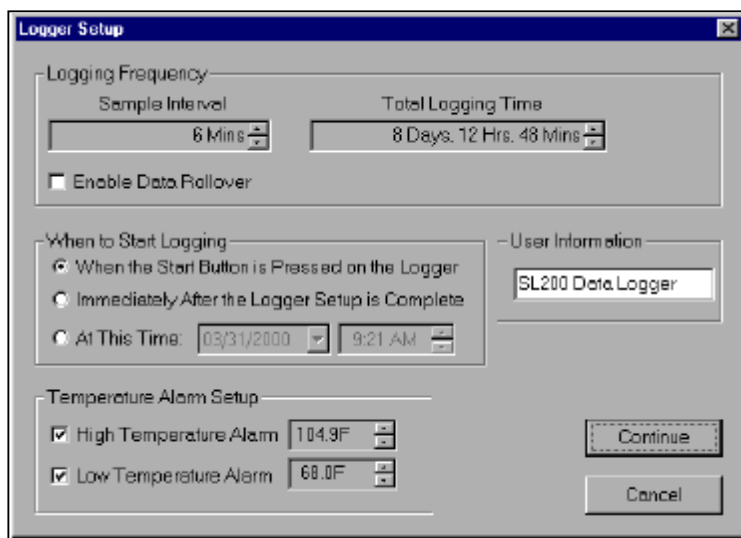 Logger Setup
Logging Frequency
Sample Interval
Total Logging Time
6 Mins
8 Days, 12 Hrs. 48 Mins
Enable Data Rollover
When to Start Logging
When the Start Button is Pressed on the Logger
Immediately After the Logger Setup is Complete
At This Time: 03/31/2000 9:21 AM
User Information
SL200 Data Logger
Temperature Alarm Setup
High Temperature Alarm 104.9F
Low Temperature Alarm 68.0F
Continue
Cancel